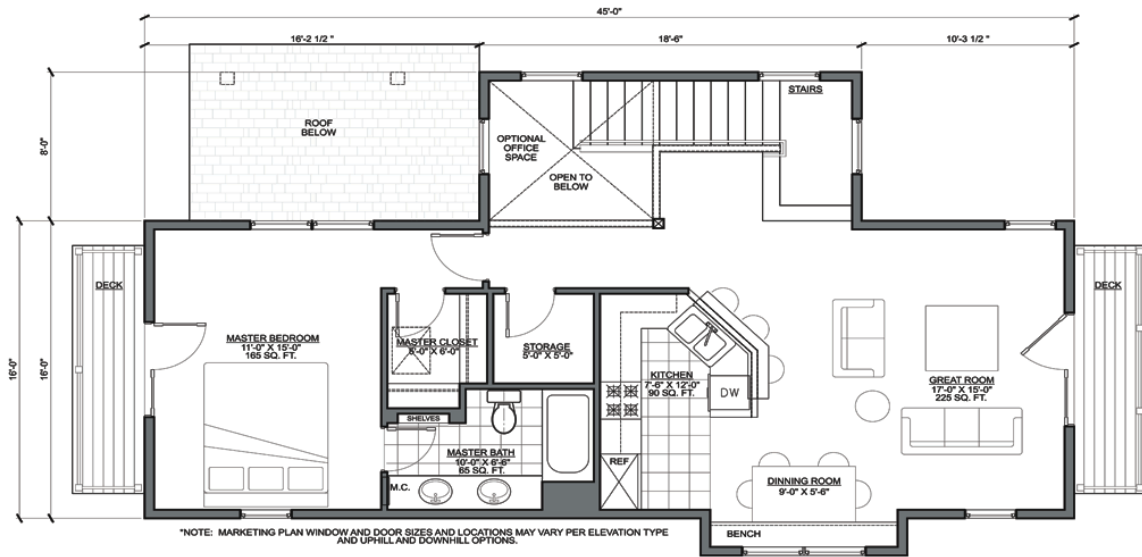 45'-0"
16'-2 1/2 "
18'-6"
10'-3 1/2 "
8'-0"
16'-0"
16'-0"
ROOF
BELOW
OPTIONAL
OFFICE
SPACE
OPEN TO
BELOW
STAIRS
DECK
MASTER BEDROOM
11'-0" X 15'-0"
165 SQ. FT.
MASTER CLOSET
5'-0" X 6'-0"
STORAGE
5'-0" X 5'-0"
KITCHEN
7'-6" X 12'-0"
90 SQ. FT.
DW
REF
GREAT ROOM
17'-0" X 15'-0"
225 SQ. FT.
DECK
SHELVES
MASTER BATH
10'-0" X 6'-6"
65 SQ. FT.
M.C.
DINNING ROOM
9'-0" X 5'-6"
BENCH
*NOTE: MARKETING PLAN WINDOW AND DOOR SIZES AND LOCATIONS MAY VARY PER ELEVATION TYPE
AND UPHILL AND DOWNHILL OPTIONS.